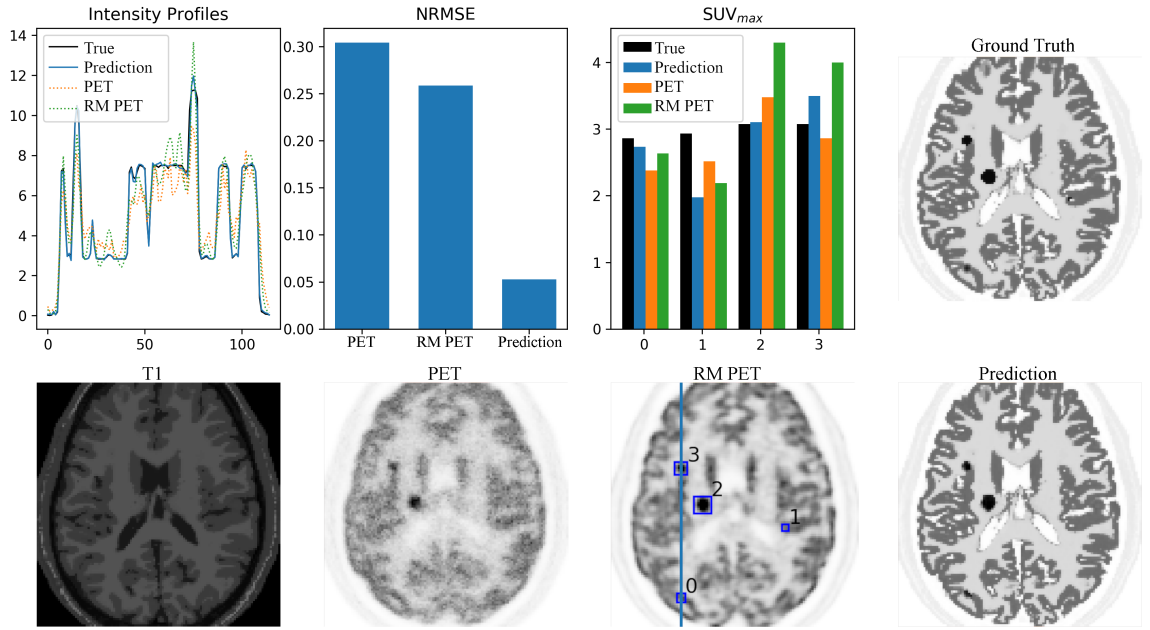 Intensity Profiles
14
12
10
8
6
4
2
0
0
50
100
True
Prediction
PET
RM PET
NRMSE
0.30
0.25
0.20
0.15
0.10
0.05
0.00
PET
RM PET
Prediction
SUVmax
4
3
2
1
0
0
1
2
3
True
Prediction
PET
RM PET
Ground Truth
T1
PET
RM PET
3
2
1
0
Prediction